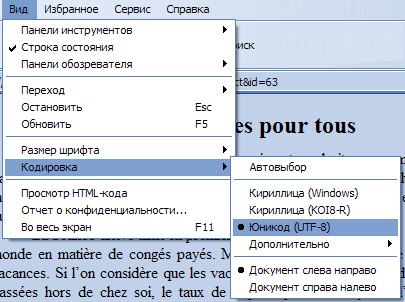 Вид Избранное Сервис Справка
Панели инструментов
Строка состояния
Панели обозревателя
Переход
Остановить Esc
Обновить F5
Размер шрифта
Кодировка
Просмотр HTML-кода
Отчет о конфиденциальности...
Во весь экран F11
Автовыбор
Кириллица (Windows)
Кириллица (KOI8-R)
Юникод (UTF-8)
Дополнительно
Документ слева направо
Документ справа налево
иск
ct&id=63
es pour tous
onde en matière de congés payés. M
acances. Si l’on considère que les vac
assées hors de chez soi, le taux de